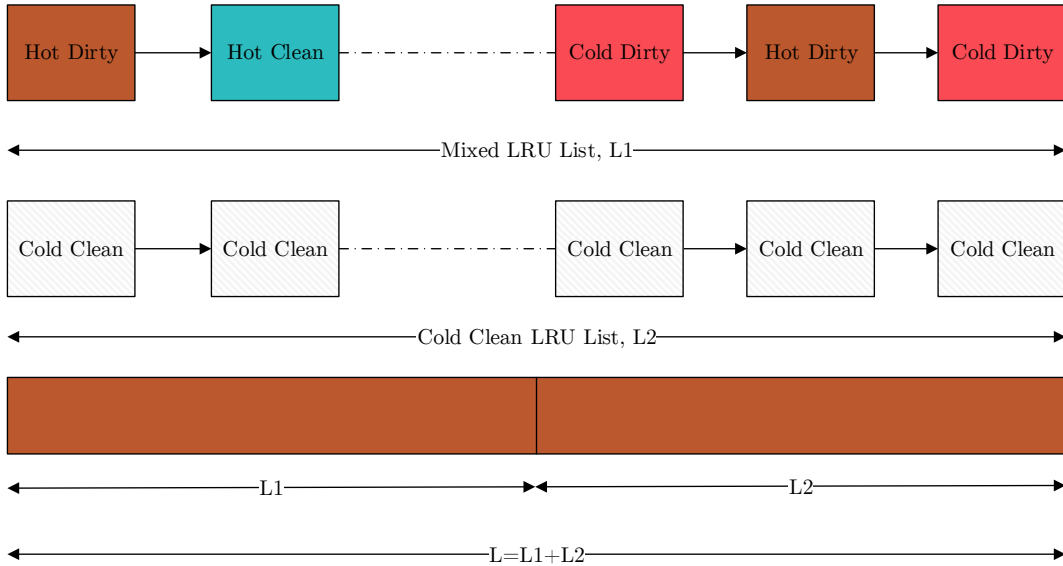 Hot Dirty Hot Clean Cold Dirty Hot Dirty Cold Dirty
Mixed LRU List, L1
Cold Clean Cold Clean Cold Clean Cold Clean Cold Clean
Cold Clean LRU List, L2
L1 L2
L=L1+L2